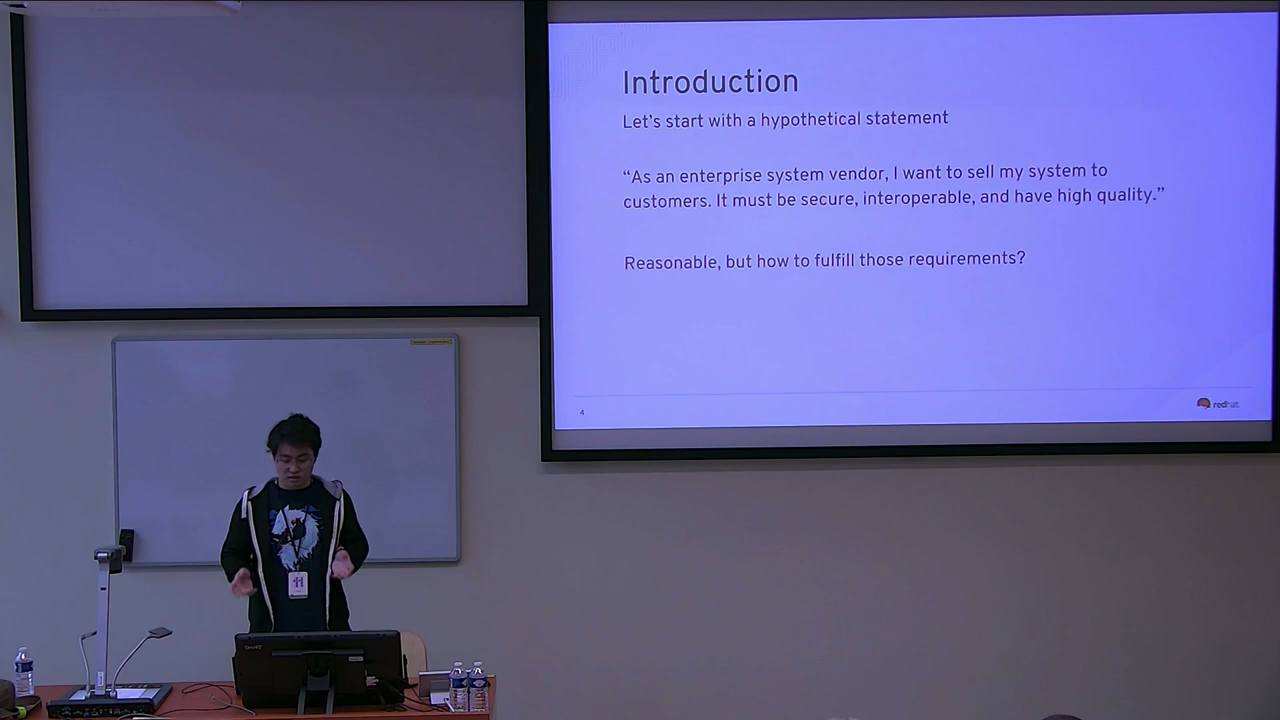 Introduction
Let's start with a hypothetical statement
“As an enterprise system vendor, I want to sell my system to
customers. It must be secure, interoperable, and have high quality.”
Reasonable, but how to fulfill those requirements?
4
redhat